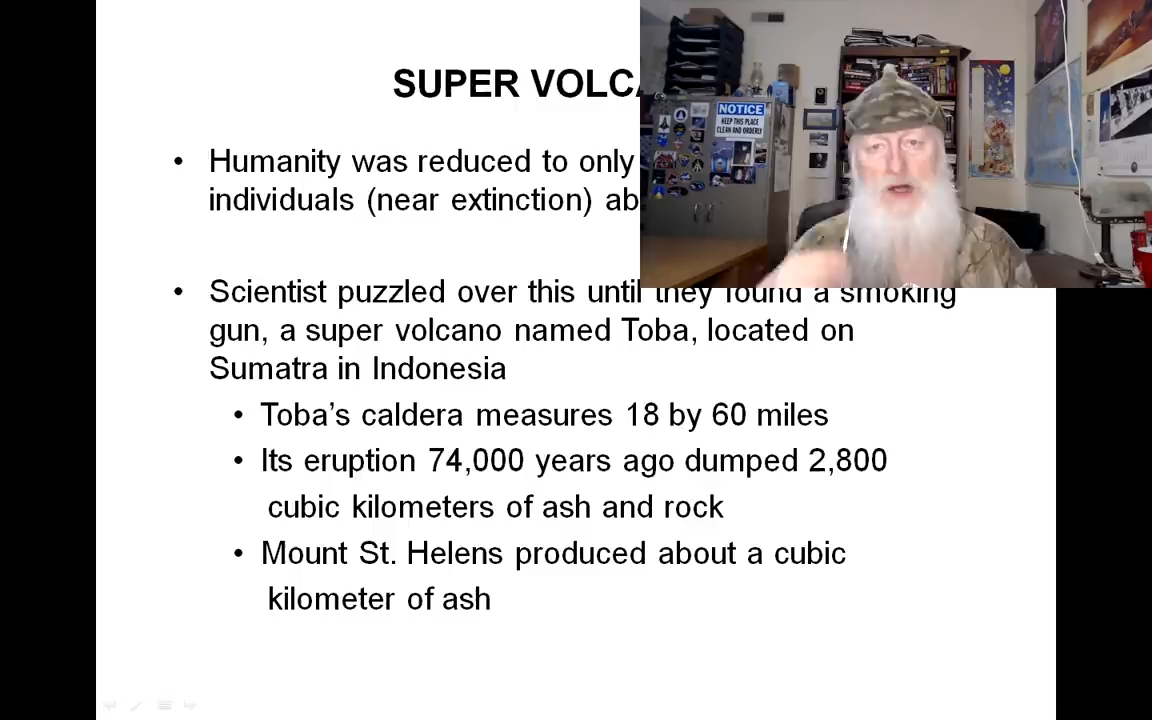 SUPER VOLC
NOTICE
KEEP THIS PLACE
CLEAN AND ORDERLY
• Humanity was reduced to only
individuals (near extinction) ab
• Scientist puzzled over this until they found a smoking
gun, a super volcano named Toba, located on
Sumatra in Indonesia
• Toba’s caldera measures 18 by 60 miles
• Its eruption 74,000 years ago dumped 2,800
cubic kilometers of ash and rock
• Mount St. Helens produced about a cubic
kilometer of ash